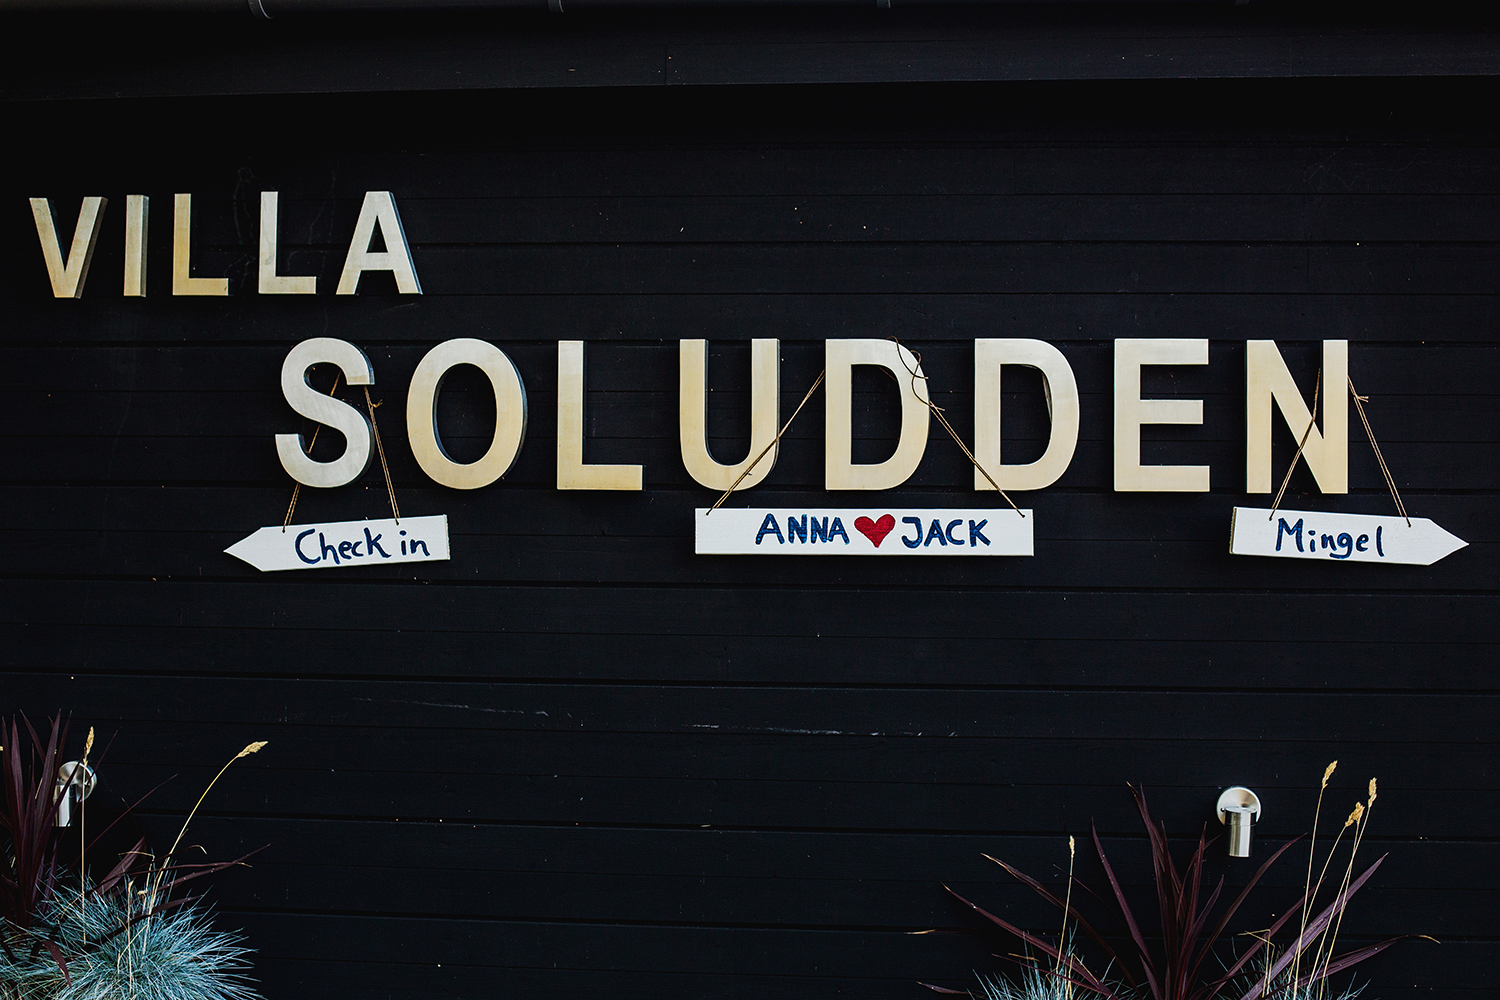 VILLA
SOLUDDEN
Check in
ANNA ❤ JACK
Mingel